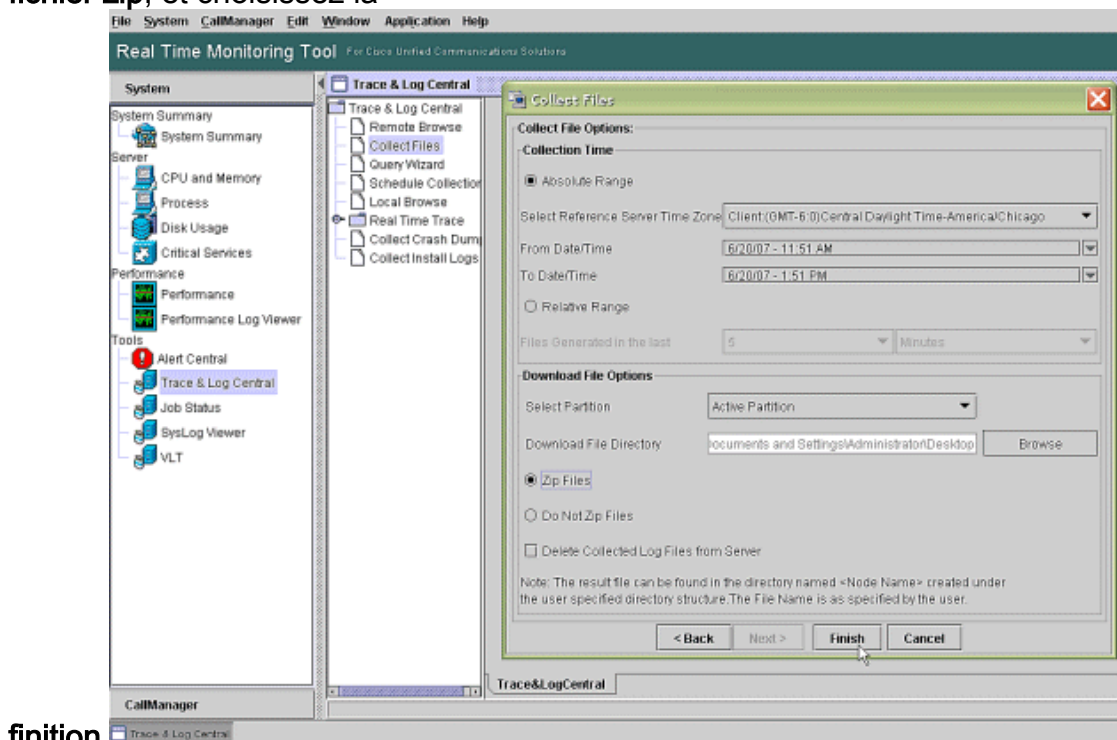 fichier Zip, et choisissez la
File System CallManager Edit Window Application Help
Real Time Monitoring Tool For Cisco Unified Communications Solutions
System
System Summary
System Summary
Server
CPU and Memory
Process
Disk Usage
Critical Services
Performance
Performance
Performance Log Viewer
Tools
Alert Central
Trace & Log Central
Job Status
SysLog Viewer
VLT
CallManager
Trace & Log Central
Trace & Log Central
Remote Browse
Collect Files
Query Wizard
Schedule Collection
Local Browse
Real Time Trace
Collect Crash Dump
Collect Install Logs
Collect Files
Collect File Options:
Collection Time
Absolute Range
Select Reference Server Time Zone Client:(GMT-6:0)Central Daylight Time-America/Chicago
From Date/Time 6/20/07 - 11:51 AM
To Date/Time 6/20/07 - 1:51 PM
Relative Range
Files Generated in the last 5 Minutes
Download File Options
Select Partition Active Partition
Download File Directory ocuments and Settings\Administrator\Desktop Browse
Zip Files
Do Not Zip Files
Delete Collected Log Files from Server
Note: The result file can be found in the directory named <Node Name> created under
the user specified directory structure.The File Name is as specified by the user.
< Back Next > Finish Cancel
Trace&LogCentral
finition Trace & Log Central